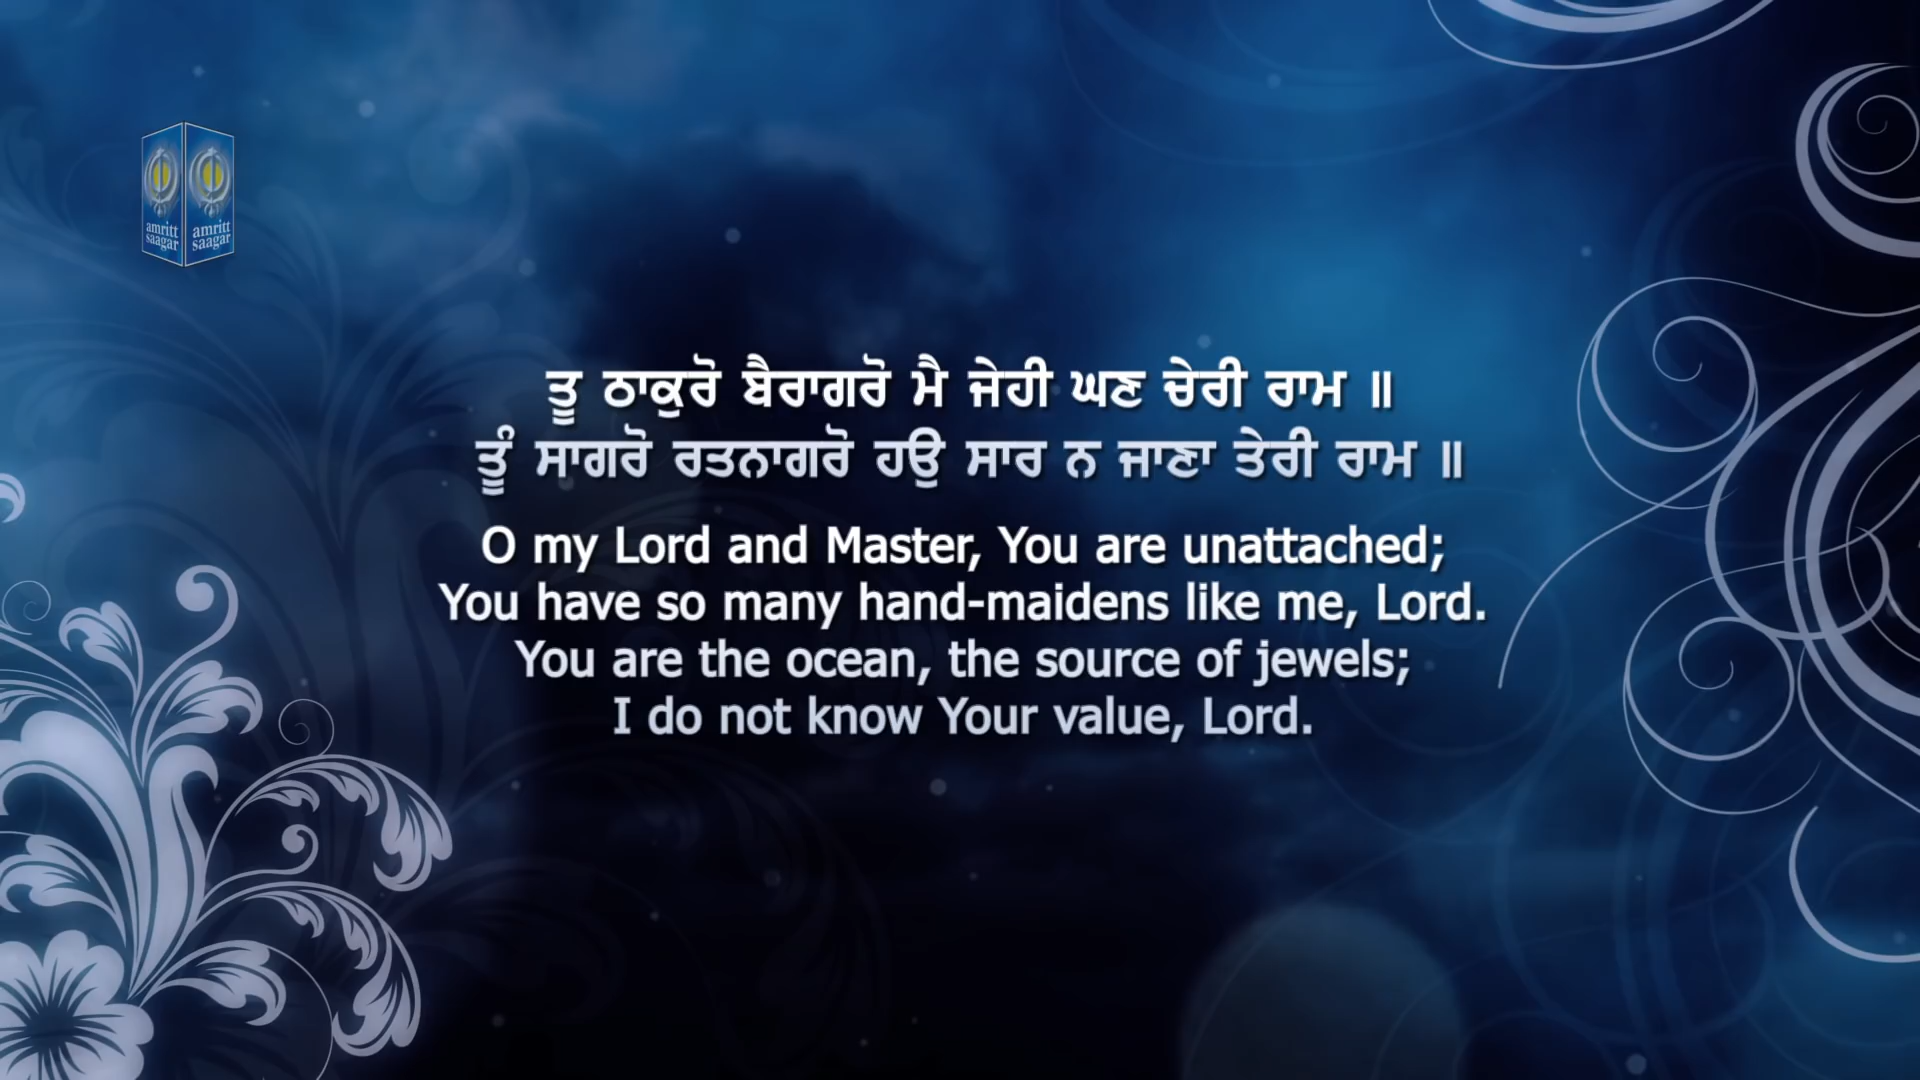 amritt
saagar
amritt
saagar
ਤੂ ਠਾਕੁਰੋ ਬੈਰਾਗਰੋ ਮੈ ਜੇਹੀ ਘਣ ਚੇਰੀ ਰਾਮ ॥
ਤੂੰ ਸਾਗਰੋ ਰਤਨਾਗਰੋ ਹਉ ਸਾਰ ਨ ਜਾਣਾ ਤੇਰੀ ਰਾਮ ॥
O my Lord and Master, You are unattached;
You have so many hand-maidens like me, Lord.
You are the ocean, the source of jewels;
I do not know Your value, Lord.